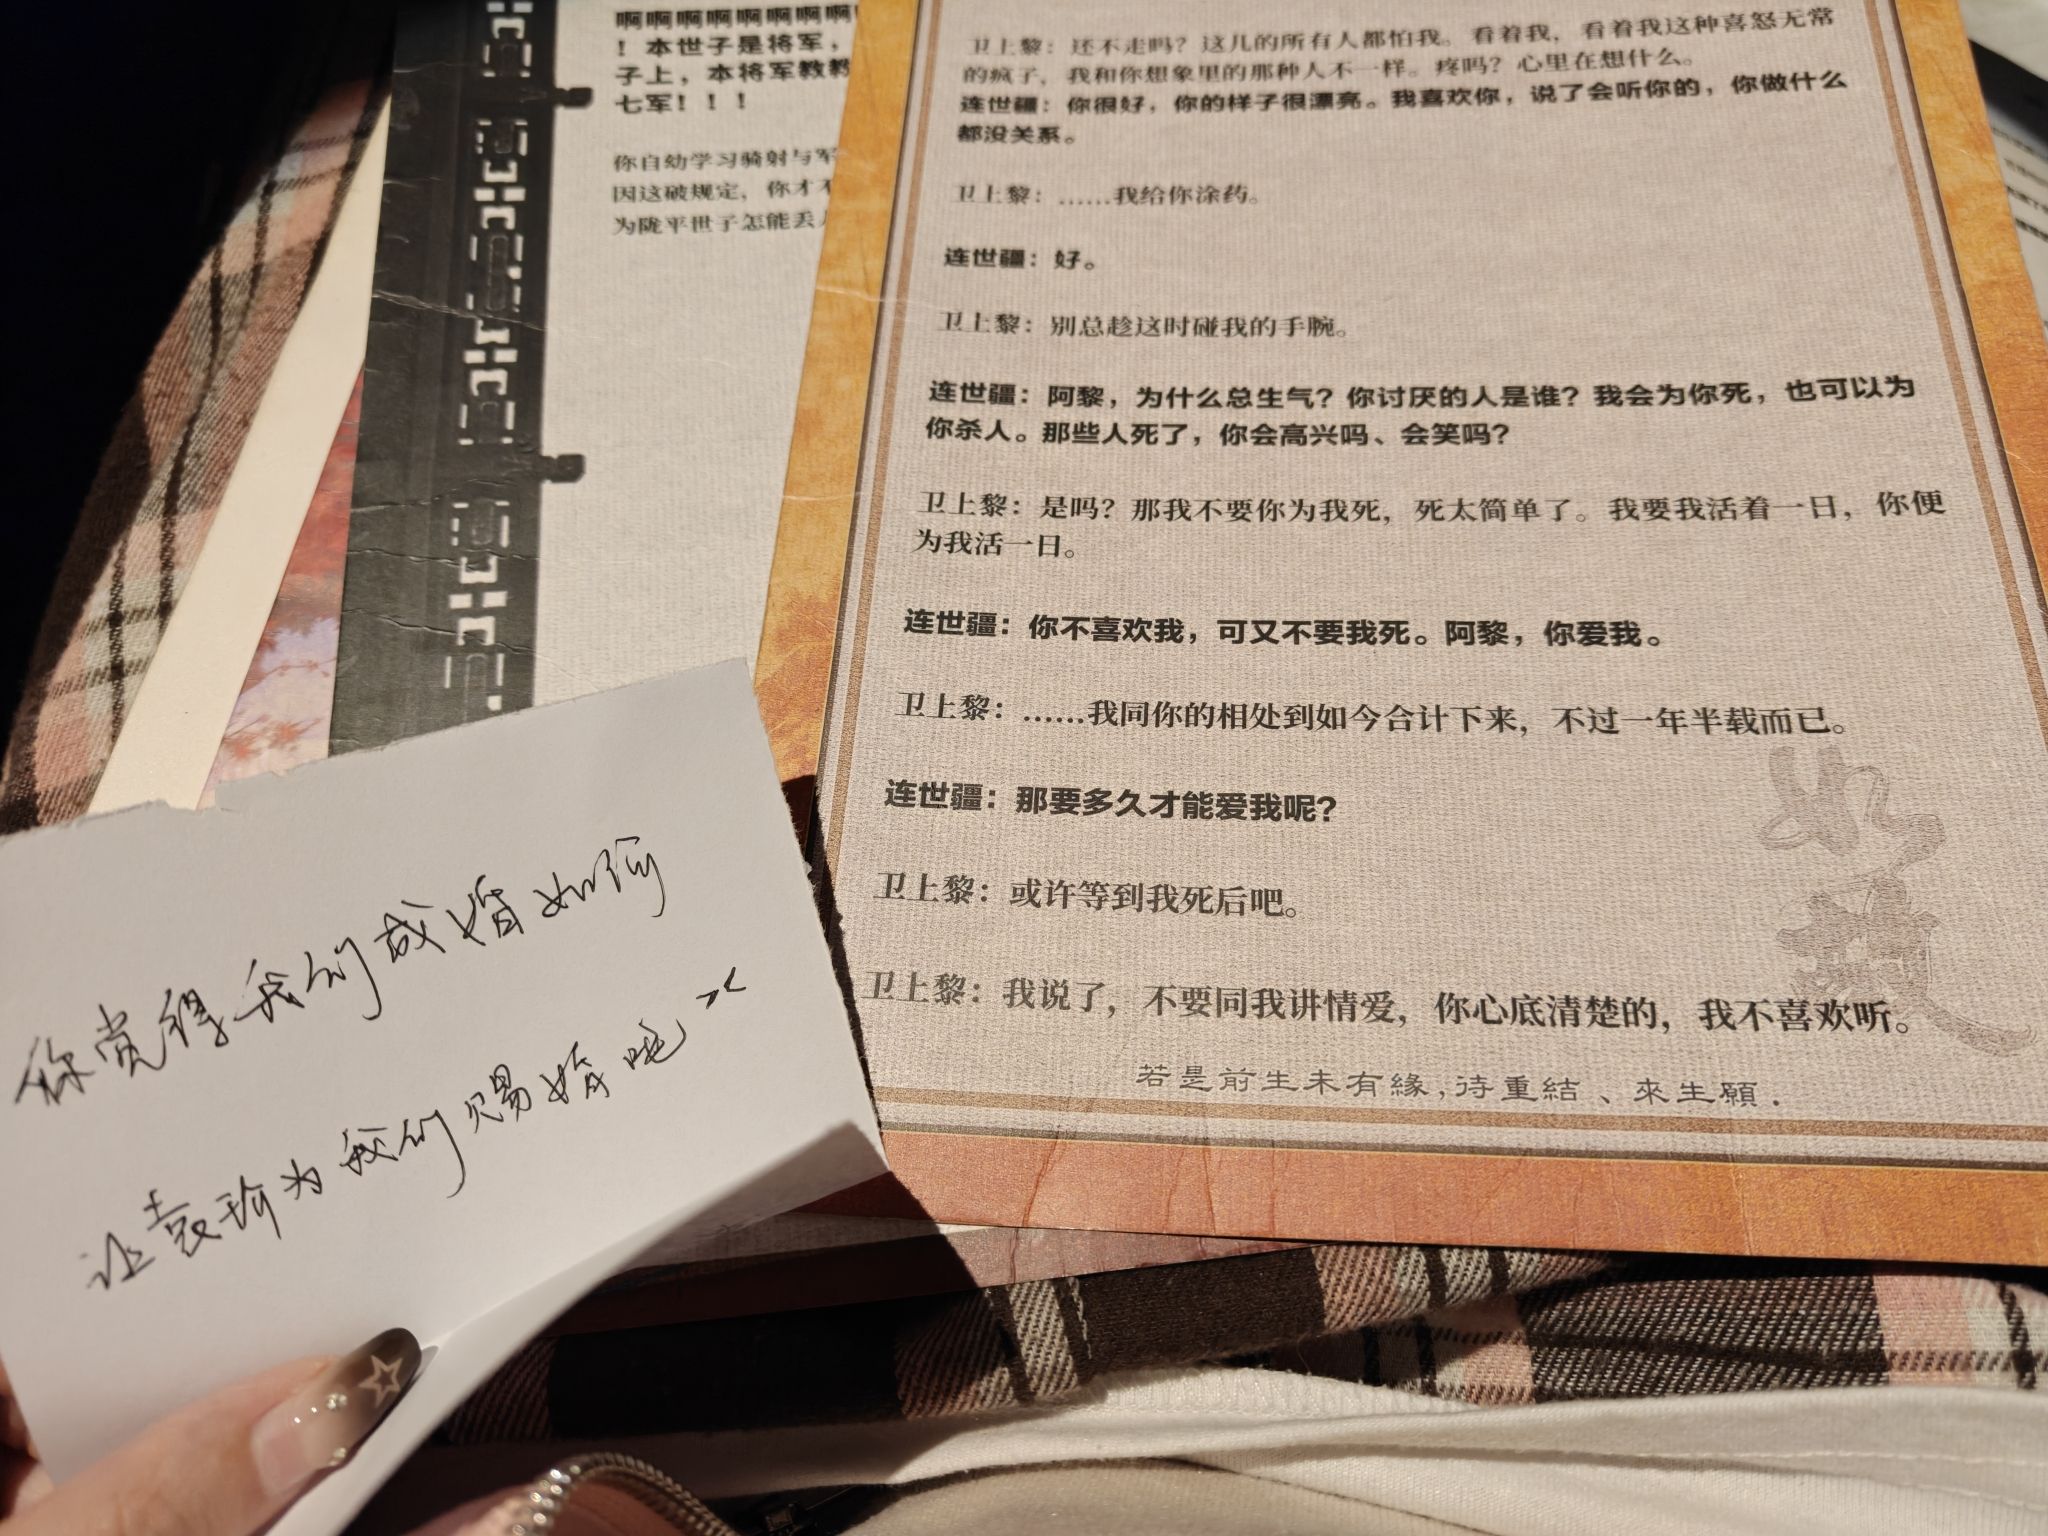 啊啊啊啊啊啊啊啊
！本世子是将军，
子上，本将军教教
七军！！！
你自幼学习骑射与军
因这破规定，你才不
为陇平世子怎能丢人
卫上黎：还不走吗？这儿的所有人都怕我。看着我，看着我这种喜怒无常
的疯子，我和你想象里的那种人不一样。疼吗？心里在想什么。
连世疆：你很好，你的样子很漂亮。我喜欢你，说了会听你的，你做什么
都没关系。
卫上黎：……我给你涂药。
连世疆：好。
卫上黎：别总趁这时碰我的手腕。
连世疆：阿黎，为什么总生气？你讨厌的人是谁？我会为你死，也可以为
你杀人。那些人死了，你会高兴吗、会笑吗？
卫上黎：是吗？那我不要你为我死，死太简单了。我要我活着一日，你便
为我活一日。
连世疆：你不喜欢我，可又不要我死。阿黎，你爱我。
卫上黎：……我同你的相处到如今合计下来，不过一年半载而已。
连世疆：那要多久才能爱我呢？
卫上黎：或许等到我死后吧。
卫上黎：我说了，不要同我讲情爱，你心底清楚的，我不喜欢听。
若是前生未有緣,待重結、來生願.
你觉得我们成婚如何
让袁玠为我们赐婚吧><